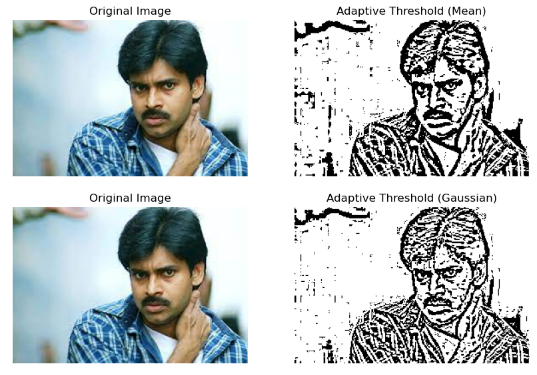 Original Image
Adaptive Threshold (Mean)
Original Image
Adaptive Threshold (Gaussian)